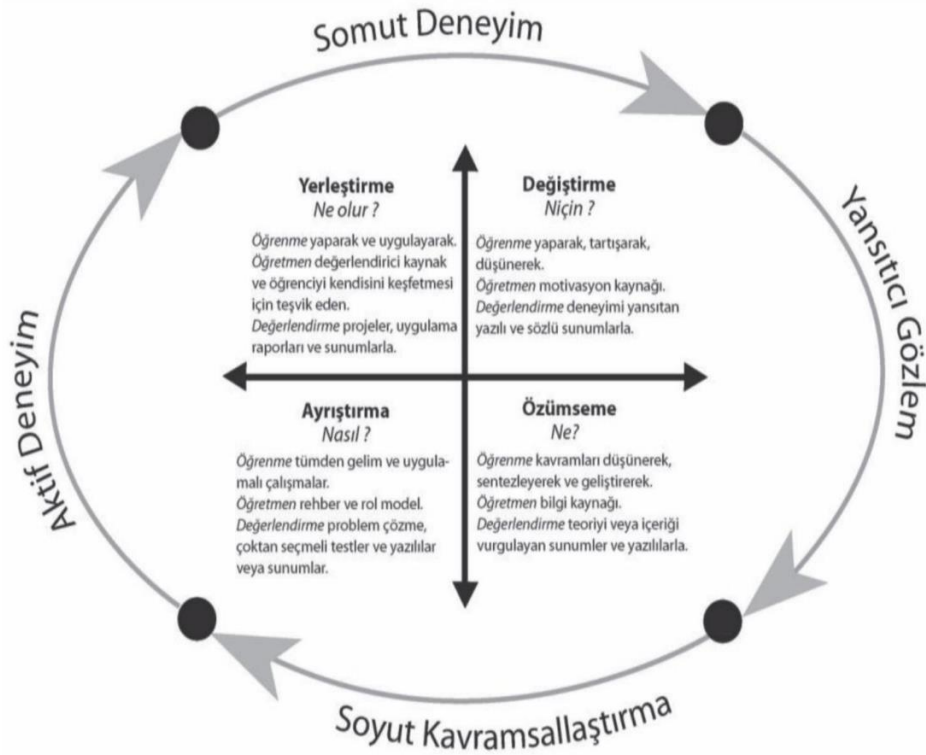 Somut Deneyim
Yerleştirme
Ne olur ?
Öğrenme yaparak ve uygulayarak.
Öğretmen değerlendirici kaynak
ve öğrenciyi kendisini keşfetmesi
için teşvik eden.
Değerlendirme projeler, uygulama
raporları ve sunumlarla.
Değiştirme
Niçin ?
Öğrenme yaparak, tartışarak,
düşünerek.
Öğretmen motivasyon kaynağı.
Değerlendirme deneyimi yansıtan
yazılı ve sözlü sunumlarla.
Yansıtıcı Gözlem
Aktif Deneyim
Ayrıştırma
Nasıl ?
Öğrenme tümden gelim ve uygula-
malı çalışmalar.
Öğretmen rehber ve rol model.
Değerlendirme problem çözme,
çoktan seçmeli testler ve yazılılar
veya sunumlar.
Özümseme
Ne?
Öğrenme kavramları düşünerek,
sentezleyerek ve geliştirerek.
Öğretmen bilgi kaynağı.
Değerlendirme teoriyi veya içeriği
vurgulayan sunumler ve yazılılarla.
Soyut Kavramsallaştırma